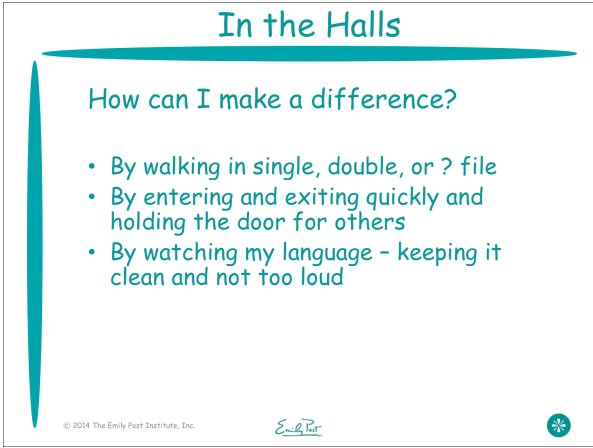 In the Halls
How can I make a difference?
• By walking in single, double, or ? file
• By entering and exiting quickly and
holding the door for others
• By watching my language – keeping it
clean and not too loud
© 2014 The Emily Post Institute, Inc.
Emily Post